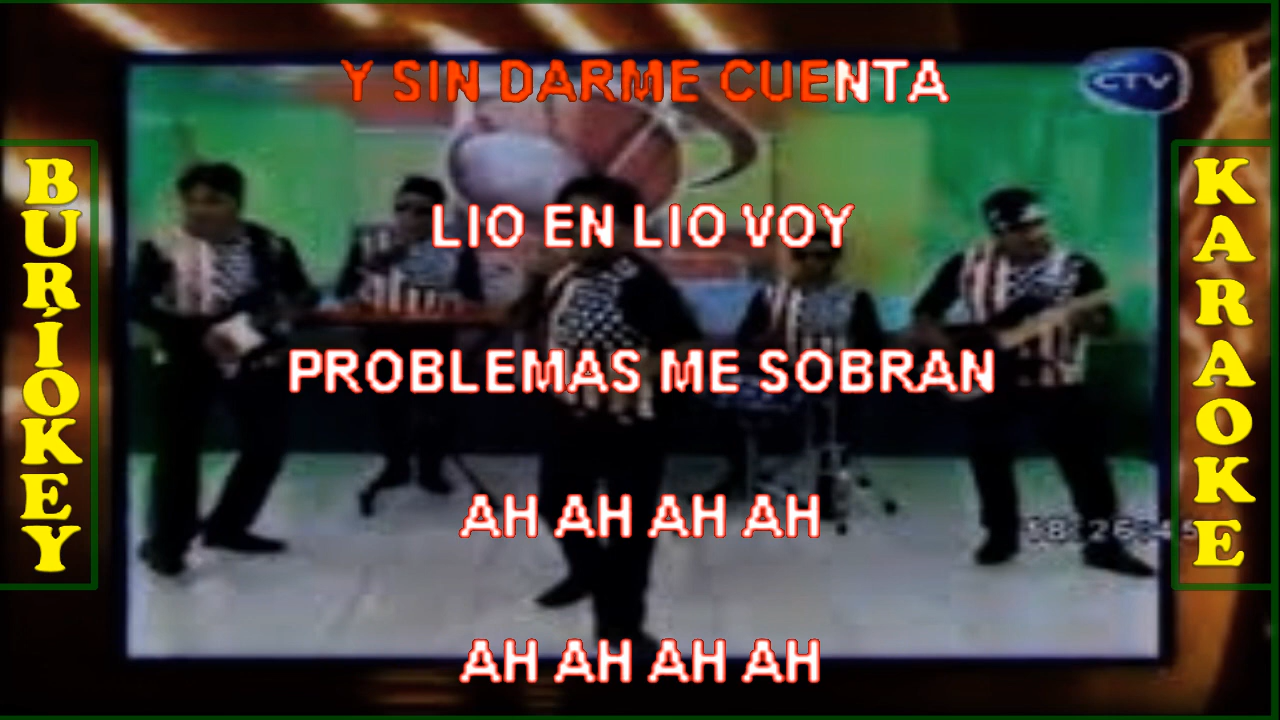 Y SIN DARME CUENTA
CTV
LIO EN LIO VOY
PROBLEMAS ME SOBRAN
AH AH AH AH
AH AH AH AH
BURÍOKEY
KARAOKE